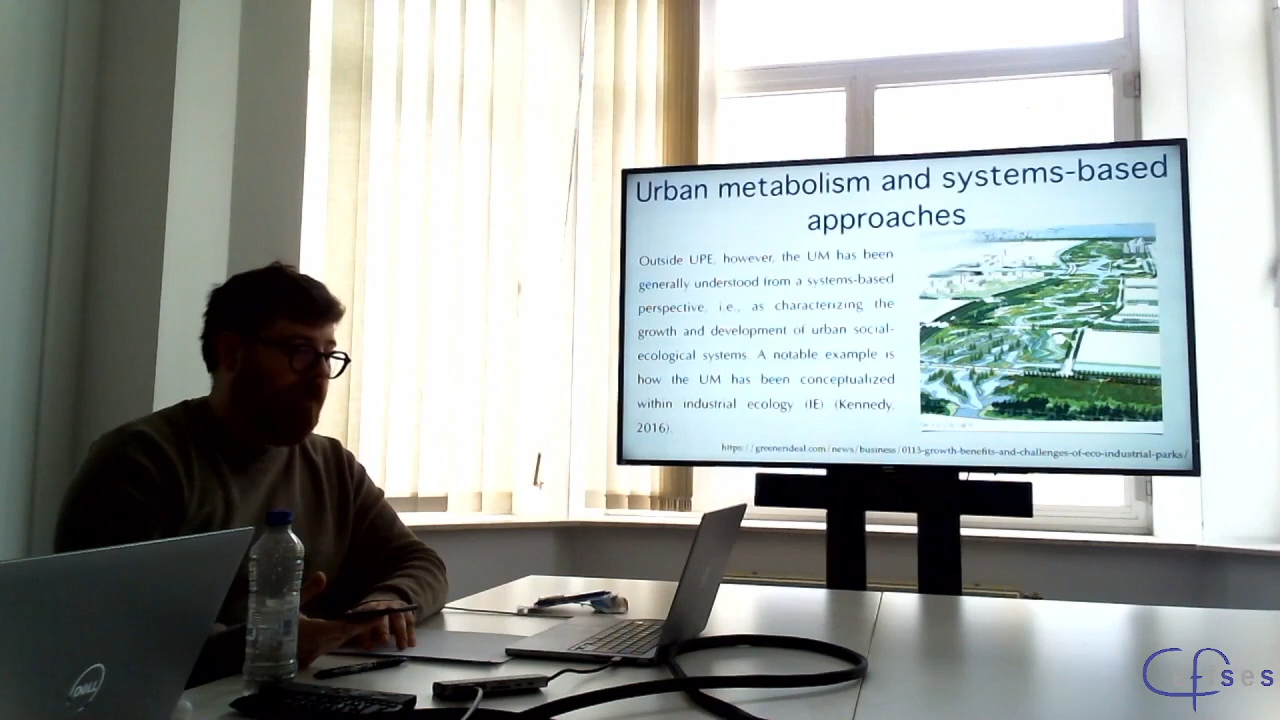 Urban metabolism and systems-based
approaches
Outside UPE, however, the UM has been
generally understood from a systems-based
perspective, i.e., as characterizing the
growth and development of urban social-
ecological systems. A notable example is
how the UM has been conceptualized
within industrial ecology (IE) (Kennedy,
2016).
https://greenendeal.com/news/business/0113-growth-benefits-and-challenges-of-eco-industrial-parks/
DELL
cfses